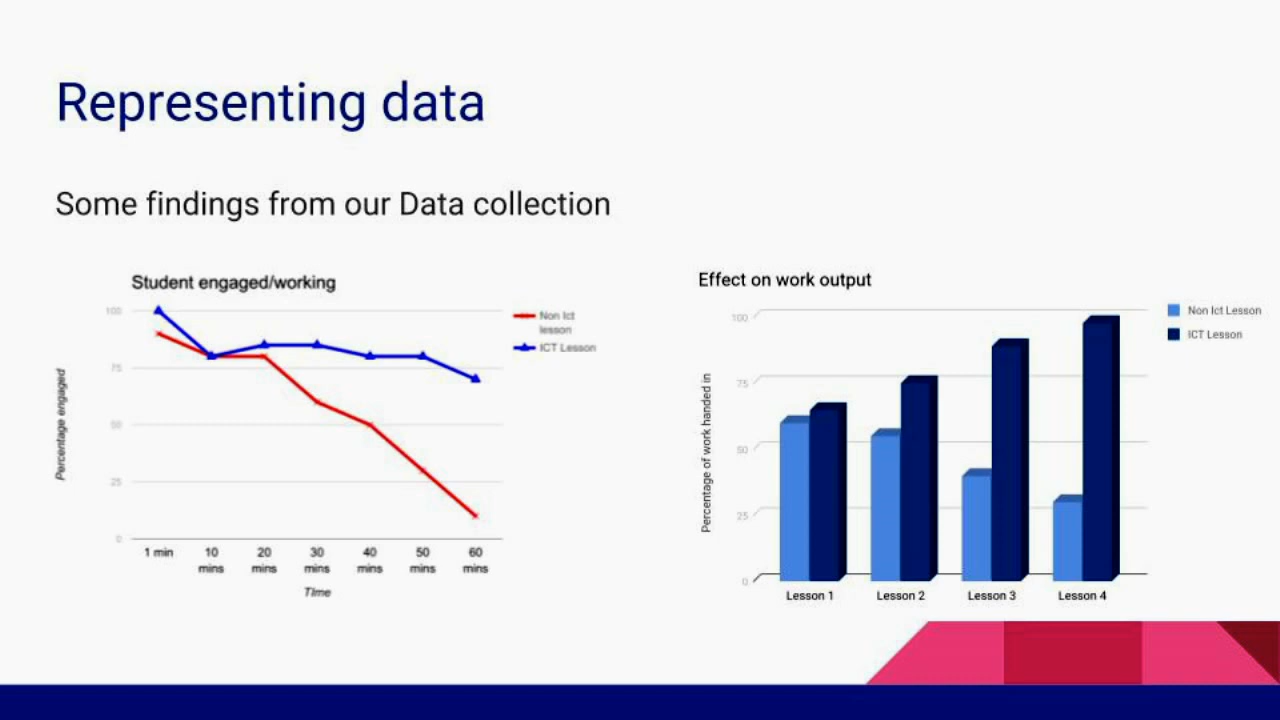 Representing data
Some findings from our Data collection
Student engaged/working
100
75
50
25
0
Percentage engaged
1 min
10 mins
20 mins
30 mins
40 mins
50 mins
60 mins
TIme
Non Ict
lesson
ICT Lesson
Effect on work output
100
75
50
25
0
Percentage of work handed in
Lesson 1
Lesson 2
Lesson 3
Lesson 4
Non Ict Lesson
ICT Lesson